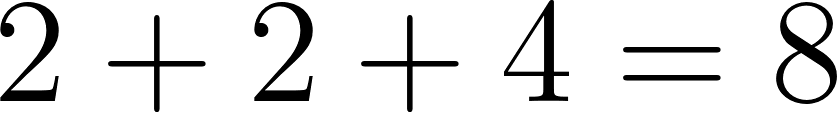 2 + 2 + 4 = 8